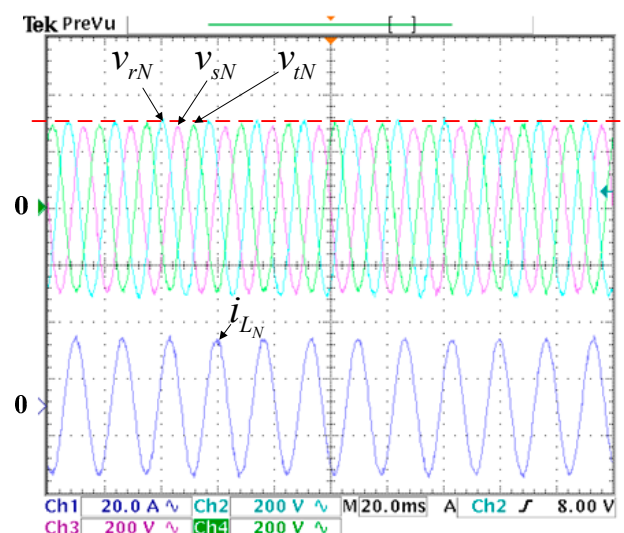 Tek PreVu
v_rN v_sN v_tN
0
i_L_N
0
Ch1 20.0 A ∿ Ch2 200 V ∿ M 20.0ms A Ch2 ƒ 8.00 V
Ch3 200 V ∿ Ch4 200 V ∿